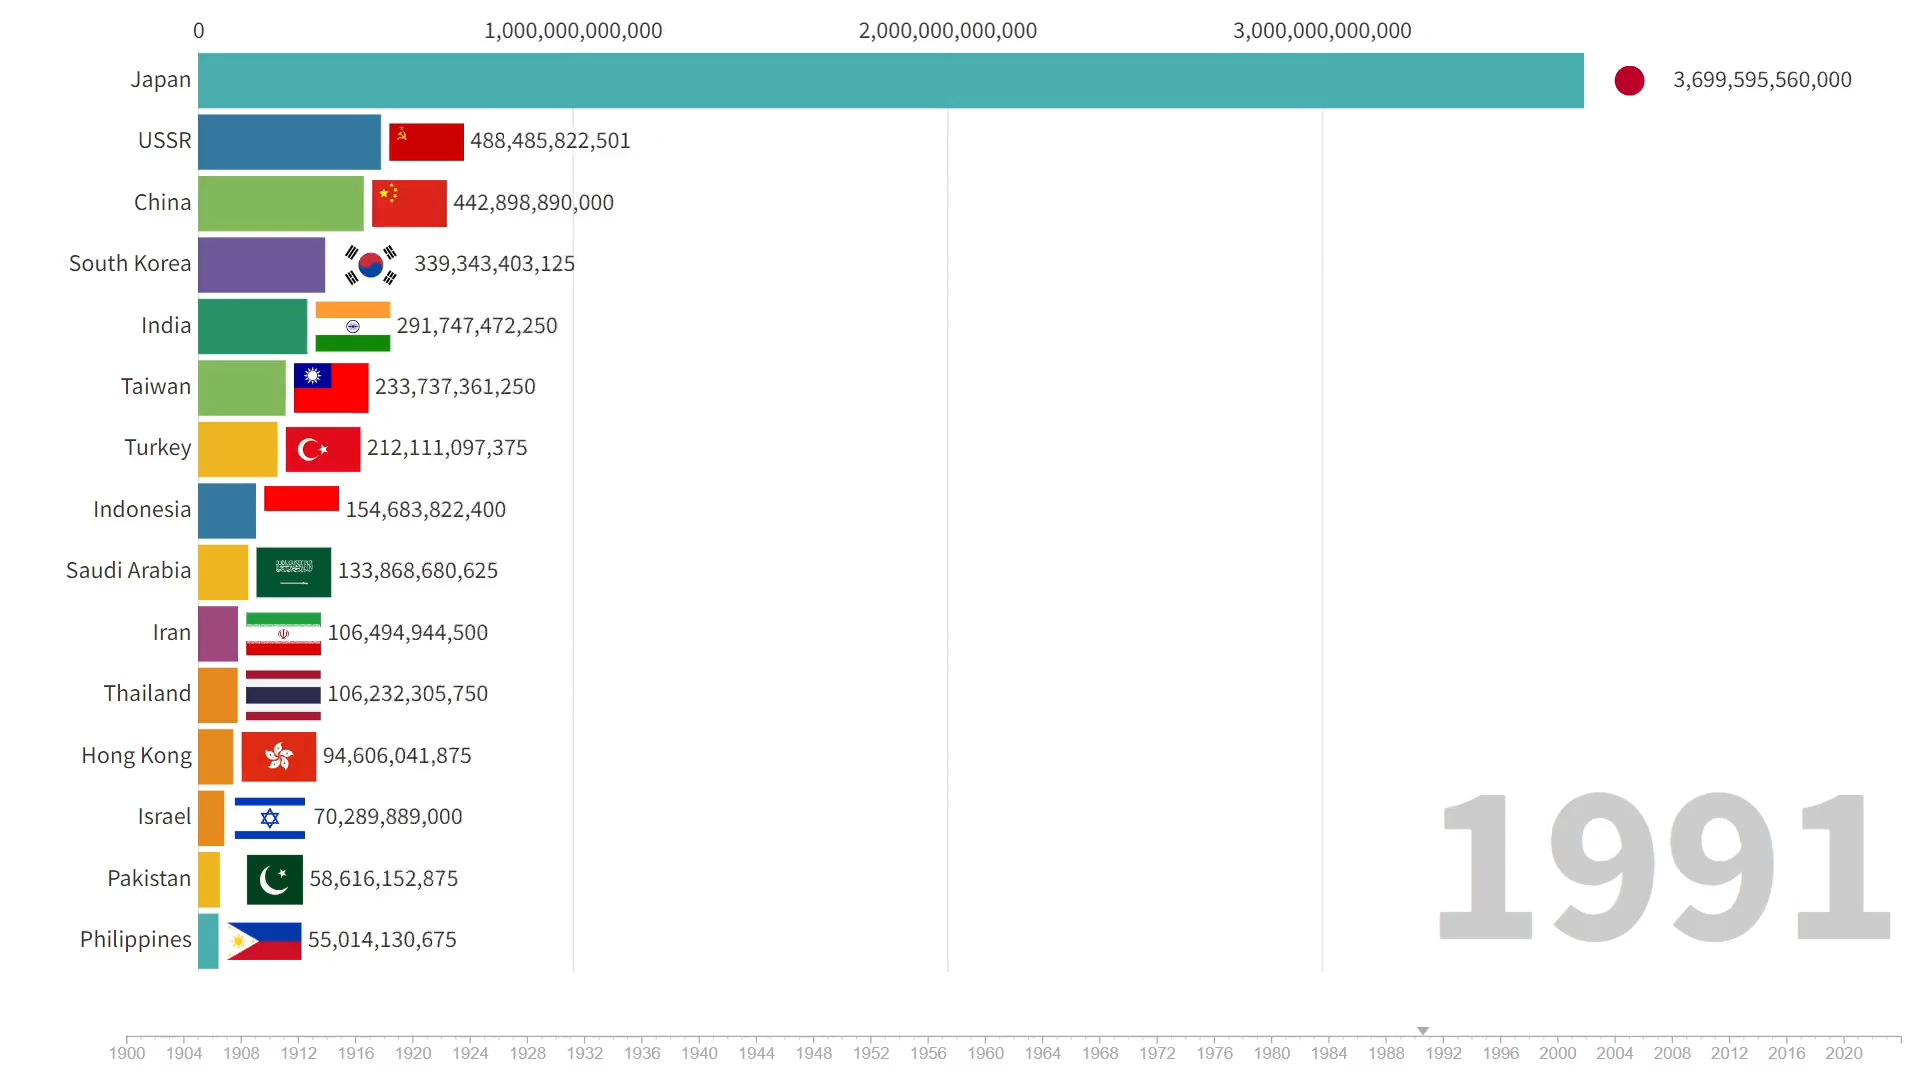 0 1,000,000,000,000 2,000,000,000,000 3,000,000,000,000
Japan 3,699,595,560,000
USSR 488,485,822,501
China 442,898,890,000
South Korea 339,343,403,125
India 291,747,472,250
Taiwan 233,737,361,250
Turkey 212,111,097,375
Indonesia 154,683,822,400
Saudi Arabia 133,868,680,625
Iran 106,494,944,500
Thailand 106,232,305,750
Hong Kong 94,606,041,875
Israel 70,289,889,000
Pakistan 58,616,152,875
Philippines 55,014,130,675
1991
1900 1904 1908 1912 1916 1920 1924 1928 1932 1936 1940 1944 1948 1952 1956 1960 1964 1968 1972 1976 1980 1984 1988 1992 1996 2000 2004 2008 2012 2016 2020